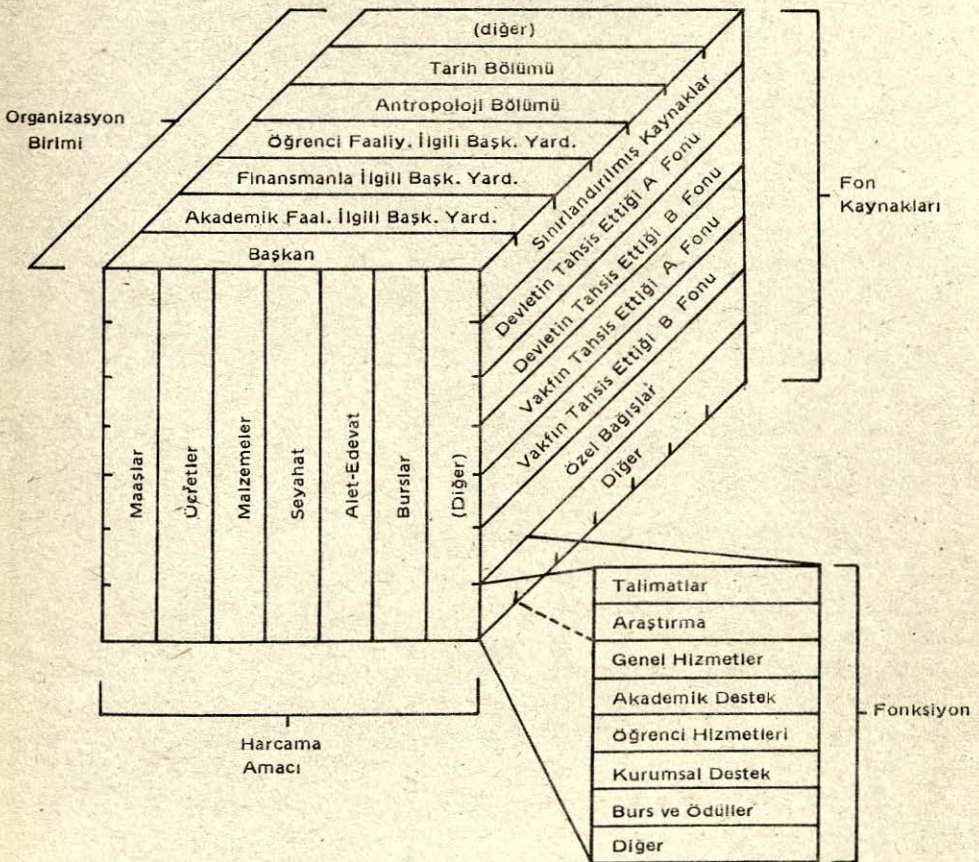 (diğer)
Tarih Bölümü
Antropoloji Bölümü
Öğrenci Faaliy. İlgili Başk. Yard.
Finansmanla İlgili Başk. Yard.
Akademik Faal. İlgili Başk. Yard.
Başkan
Organizasyon
Birimi
Sınırlandırılmış Kaynaklar
Devletin Tahsis Ettiği A Fonu
Devletin Tahsis Ettiği B Fonu
Vakfın Tahsis Ettiği A Fonu
Vakfın Tahsis Ettiği B Fonu
Özel Bağışlar
Diğer
Fon
Kaynakları
Maaşlar
Ücretler
Malzemeler
Seyahat
Alet-Edevat
Burslar
(Diğer)
Harcama
Amacı
Talimatlar
Araştırma
Genel Hizmetler
Akademik Destek
Öğrenci Hizmetleri
Kurumsal Destek
Burs ve Ödüller
Diğer
Fonksiyon